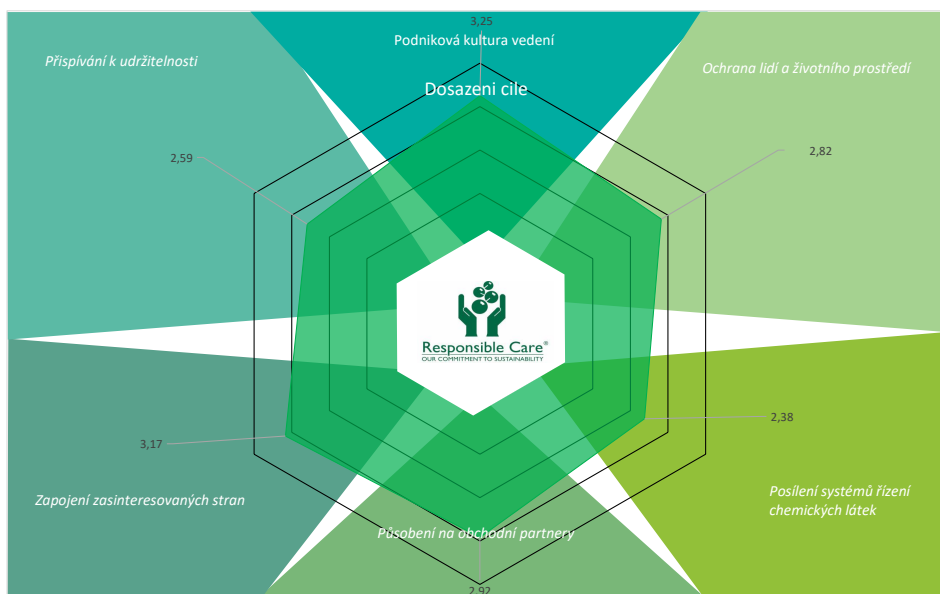 3,25
Podniková kultura vedení
Přispívání k udržitelnosti
Ochrana lidí a životního prostředí
Dosazeni cile
2,59
2,82
Responsible Care®
OUR COMMITMENT TO SUSTAINABILITY
3,17
2,38
Zapojení zasinteresovaných stran
Posílení systémů řízení
chemických látek
Působení na obchodní partnery
2,92